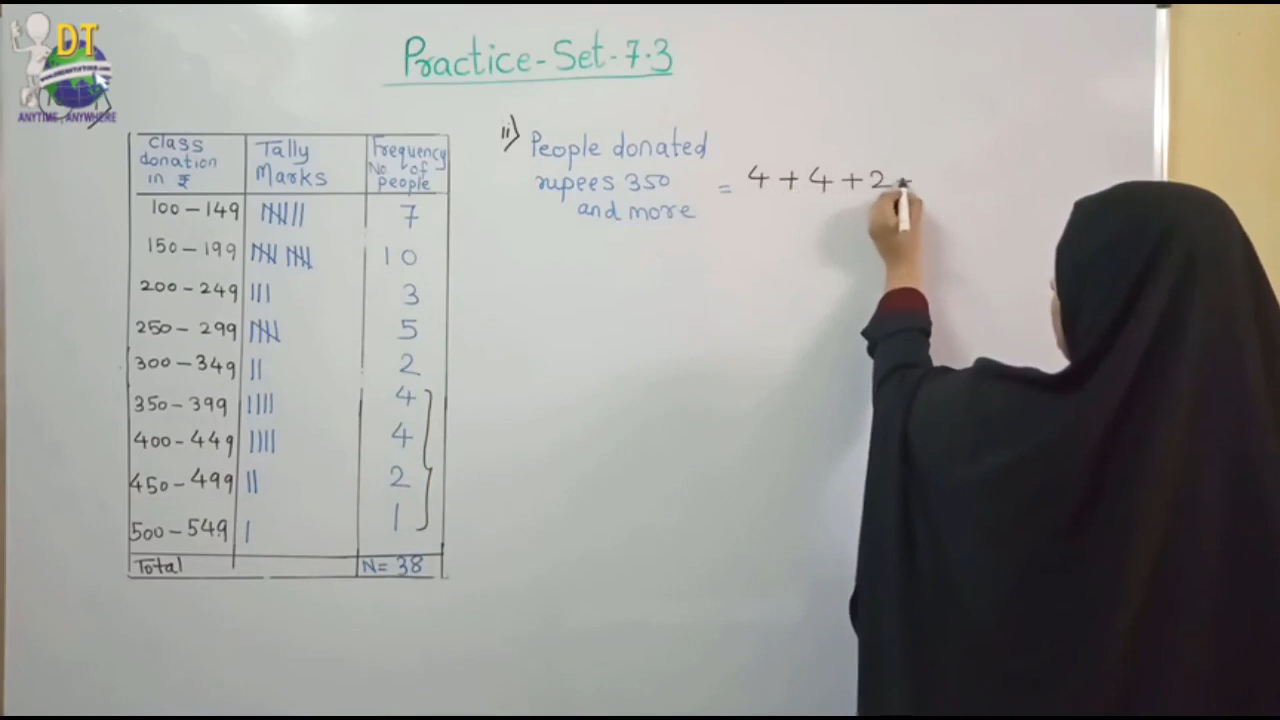 DT
ANYTIME, ANYWHERE
Practice-Set-7.3
Class donation in ₹ Tally Marks Frequency No of people
100-149 7
150-199 10
200-249 3
250-299 5
300-349 2
350-399 4
400-449 4
450-499 2
500-549 1
Total N= 38
ii) People donated
rupees 350
and more
= 4 + 4 + 2 +